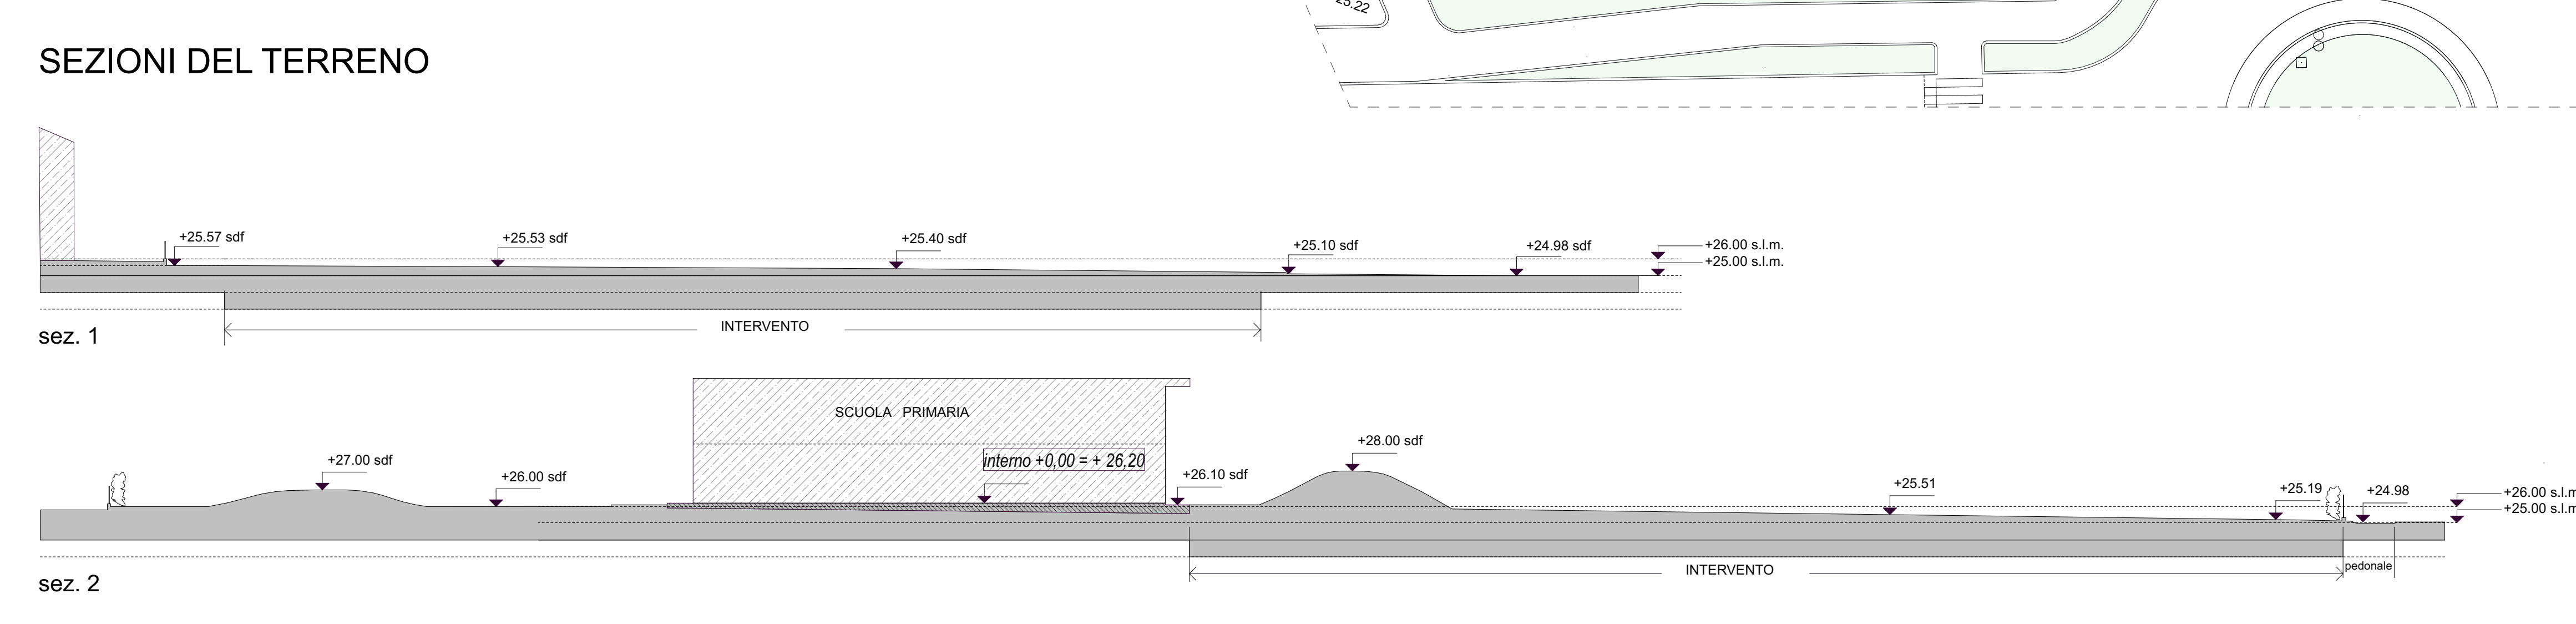 25.22
SEZIONI DEL TERRENO
+25.57 sdf
+25.53 sdf
+25.40 sdf
+25.10 sdf
+24.98 sdf
+26.00 s.l.m.
+25.00 s.l.m.
INTERVENTO
sez. 1
SCUOLA PRIMARIA
+28.00 sdf
+27.00 sdf
interno +0,00 = + 26,20
+26.00 sdf
+26.10 sdf
+25.51
+25.19
+24.98
+26.00 s.l.m
+25.00 s.l.m
INTERVENTO
pedonale
sez. 2